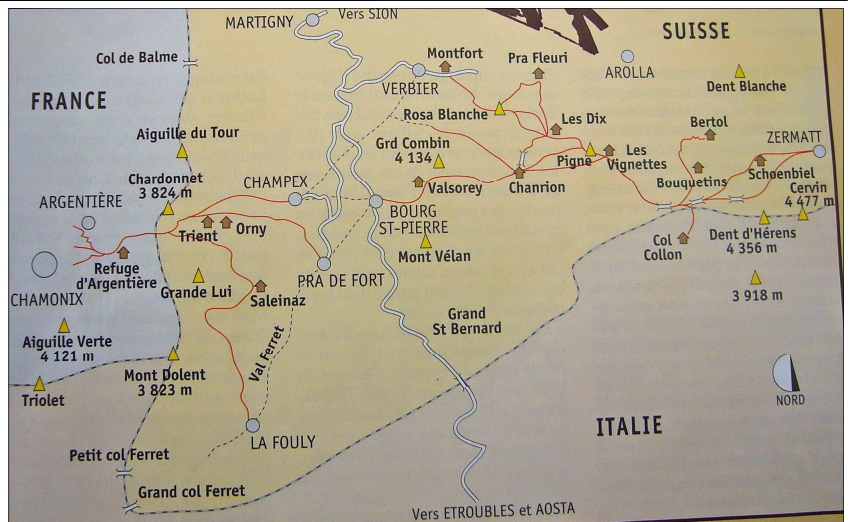 MARTIGNY
Vers SION
SUISSE
Col de Balme
Montfort
Pra Fleuri
AROLLA
FRANCE
VERBIER
Dent Blanche
Rosa Blanche
Les Dix
Bertol
Aiguille du Tour
Grd Combin
4 134
ZERMATT
Pigne
Les
Vignettes
Chardonnet
3 824 m
CHAMPEX
Valsorey
Chanrion
Bouquetins
Schoenbiel
Cervin
4 477 m
ARGENTIÈRE
BOURG
ST-PIERRE
Trient
Orny
Mont Vélan
Col
Collon
Dent d'Hérens
4 356 m
Refuge
d'Argentière
CHAMONIX
Grande Lui
Saleinaz
PRA DE FORT
3 918 m
Grand
St Bernard
Aiguille Verte
4 121 m
Val Ferret
Mont Dolent
3 823 m
Triolet
NORD
LA FOULY
ITALIE
Petit col Ferret
Grand col Ferret
Vers ETROUBLES et AOSTA